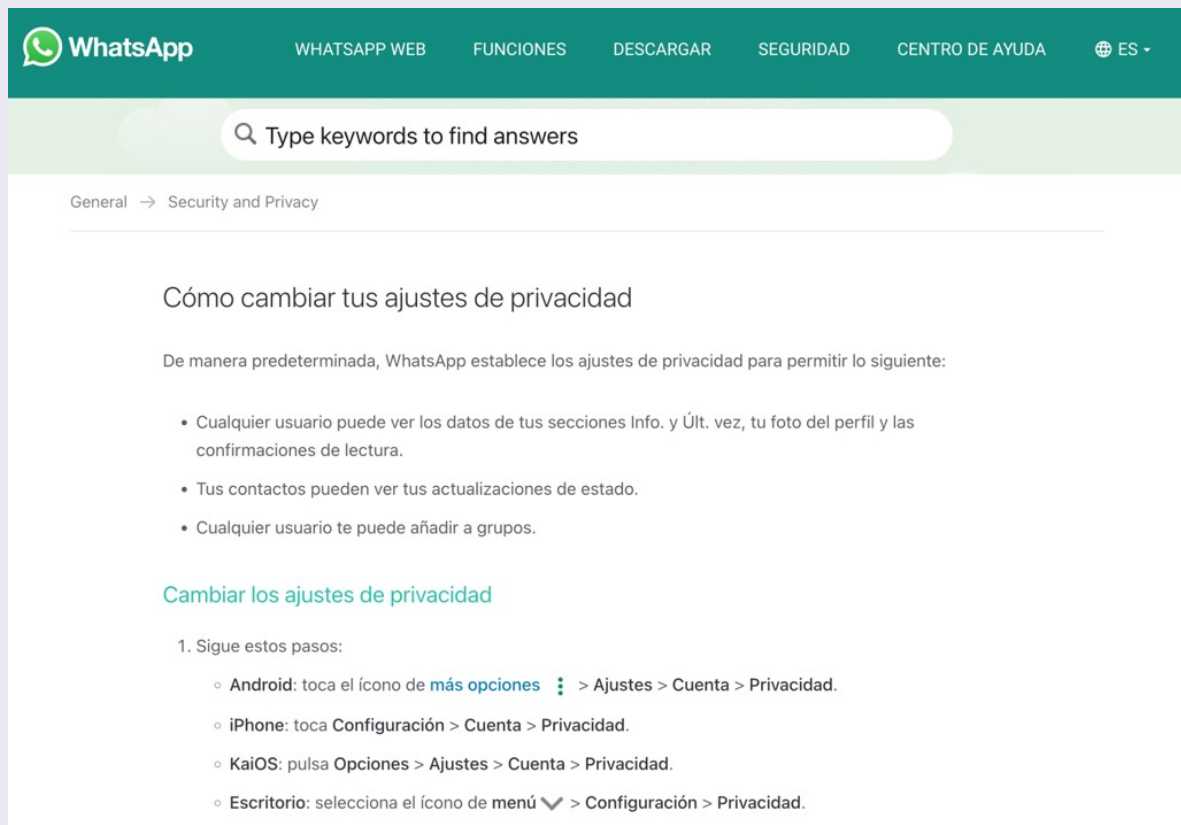 WhatsApp
WHATSAPP WEB FUNCIONES DESCARGAR SEGURIDAD CENTRO DE AYUDA ES
Type keywords to find answers
General → Security and Privacy
Cómo cambiar tus ajustes de privacidad
De manera predeterminada, WhatsApp establece los ajustes de privacidad para permitir lo siguiente:
• Cualquier usuario puede ver los datos de tus secciones Info. y Últ. vez, tu foto del perfil y las
confirmaciones de lectura.
• Tus contactos pueden ver tus actualizaciones de estado.
• Cualquier usuario te puede añadir a grupos.
Cambiar los ajustes de privacidad
1. Sigue estos pasos:
◦ Android: toca el ícono de más opciones ⋮ > Ajustes > Cuenta > Privacidad.
◦ iPhone: toca Configuración > Cuenta > Privacidad.
◦ KaiOS: pulsa Opciones > Ajustes > Cuenta > Privacidad.
◦ Escritorio: selecciona el ícono de menú > Configuración > Privacidad.